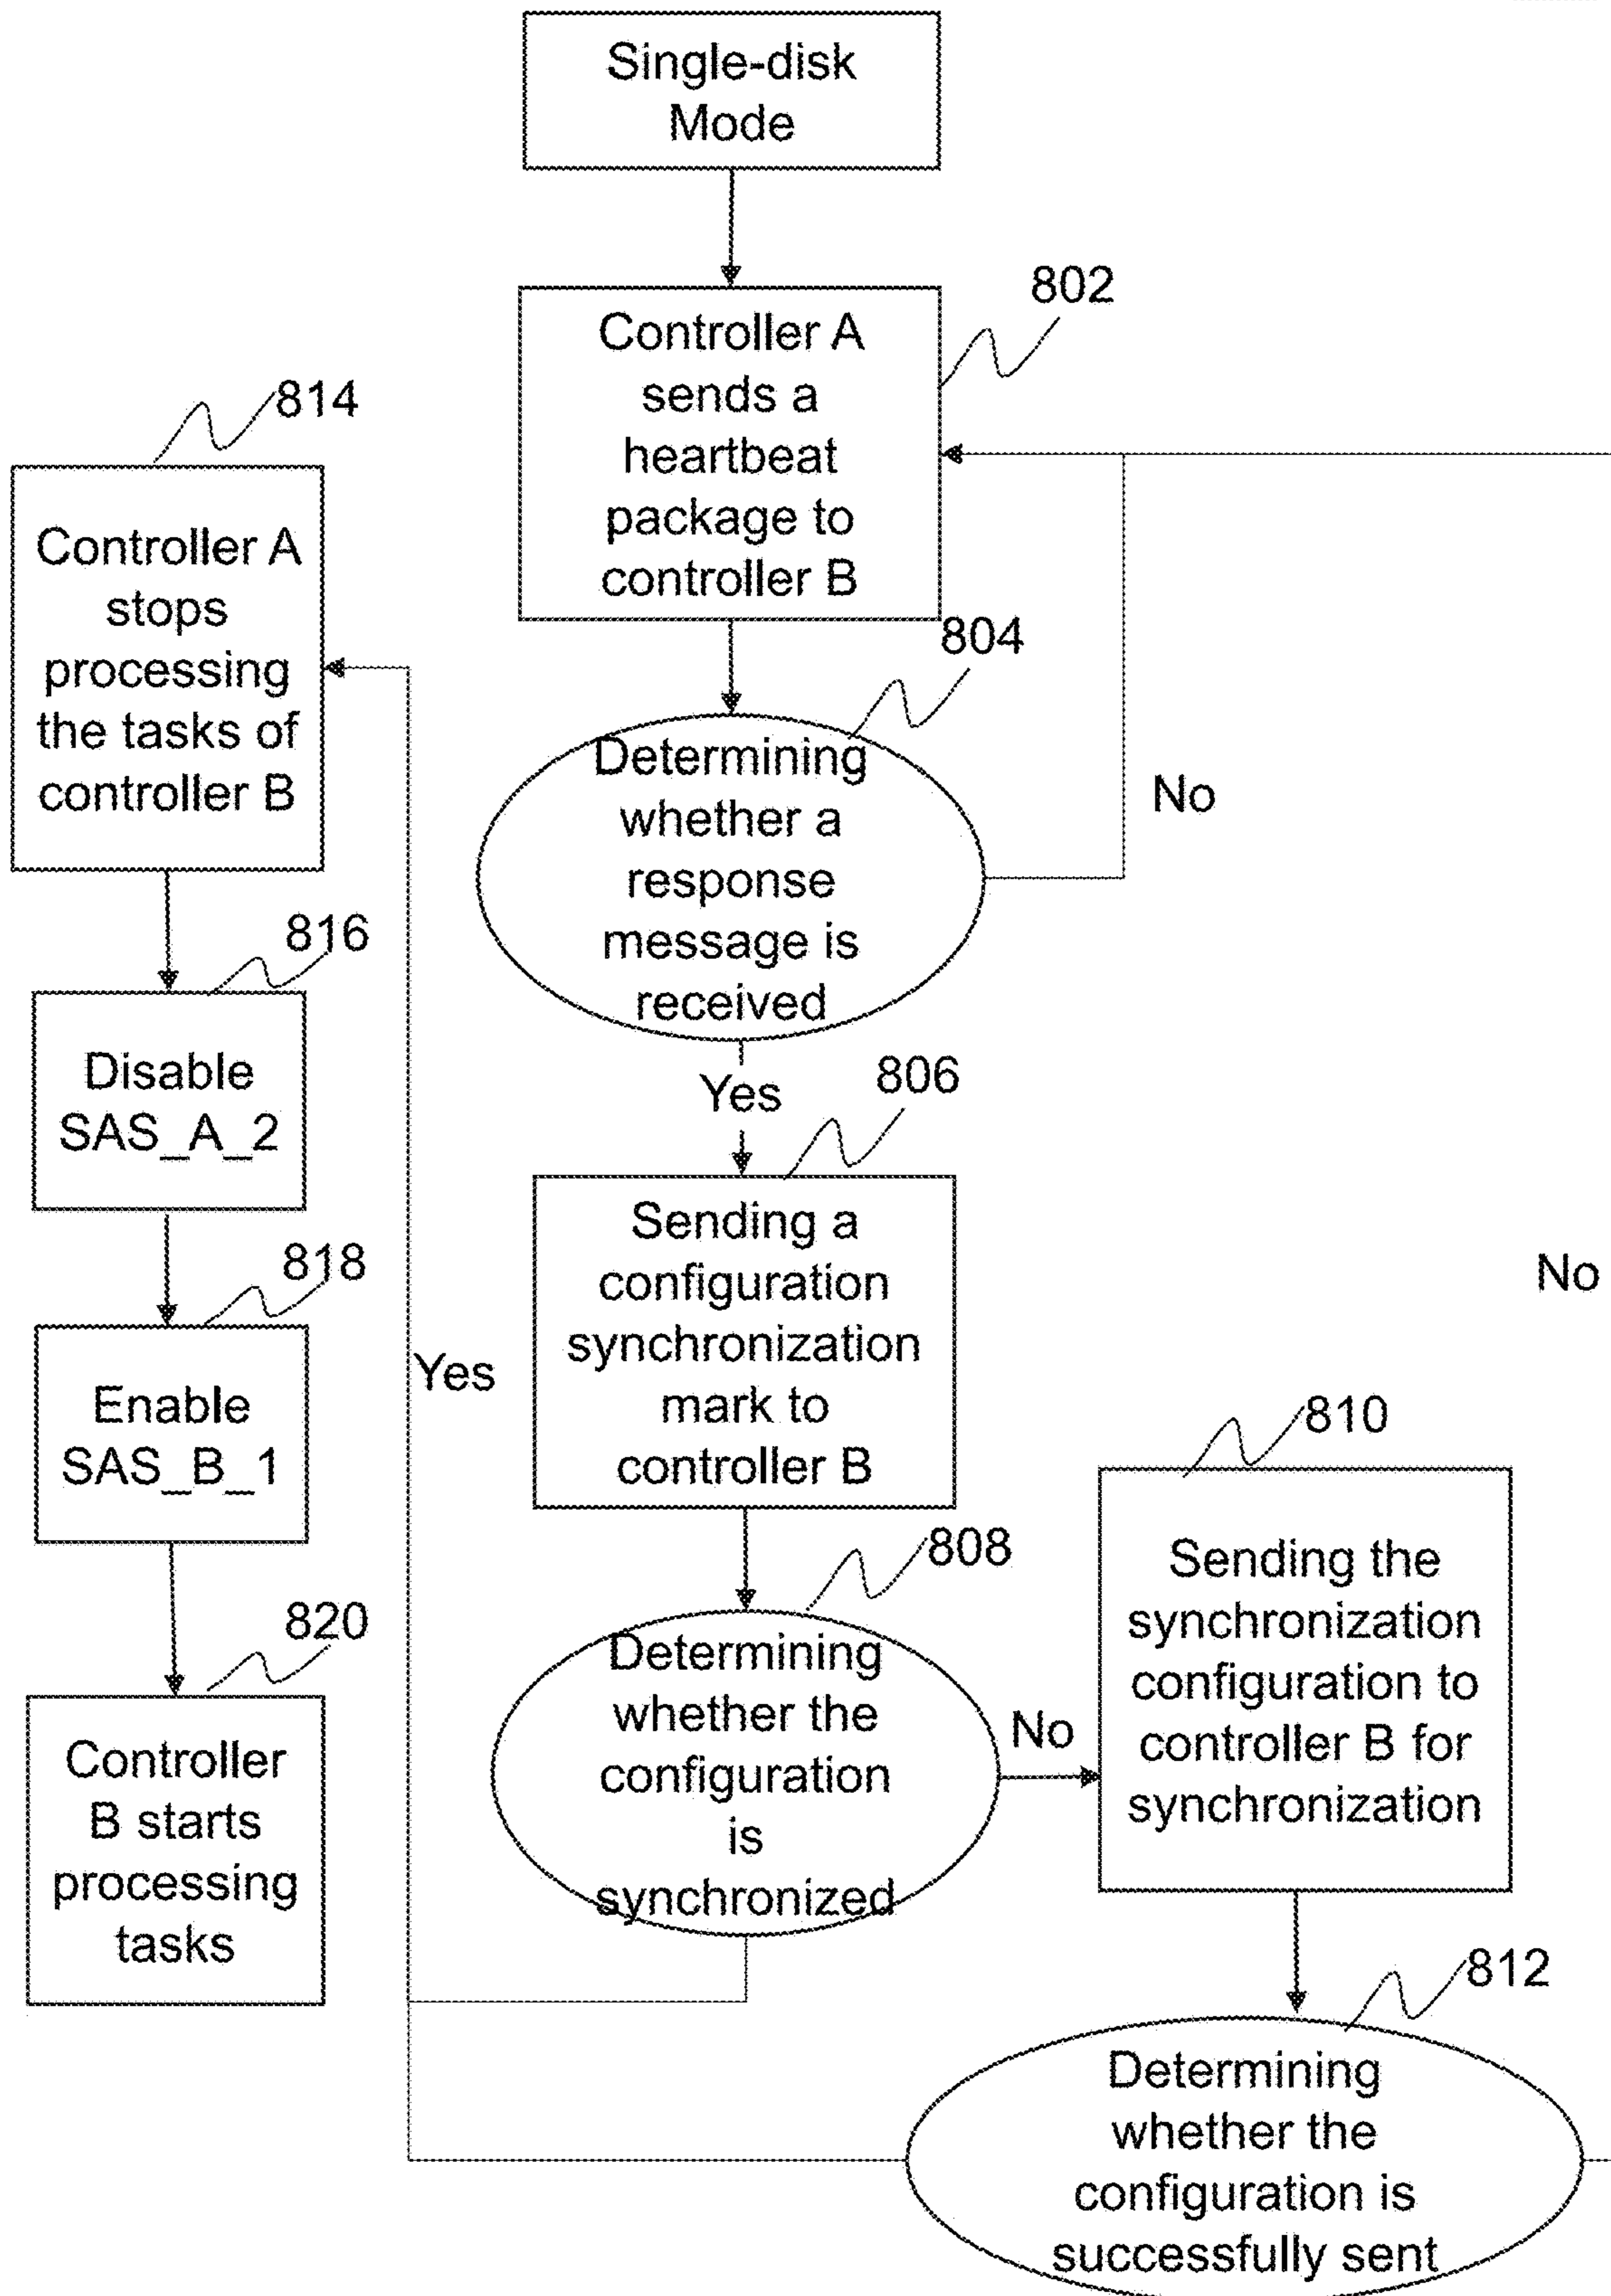 Single-disk
Mode
802
Controller A
sends a
heartbeat
package to
controller B
814
Controller A
stops
processing
the tasks of
controller B
804
Determining
whether a
response
message is
received
No
816
Disable
SAS_A_2
Yes
806
Sending a
configuration
synchronization
mark to
controller B
818
Enable
SAS_B_1
Yes
No
808
Determining
whether the
configuration
is
synchronized
No
810
Sending the
synchronization
configuration to
controller B for
synchronization
820
Controller
B starts
processing
tasks
812
Determining
whether the
configuration is
successfully sent